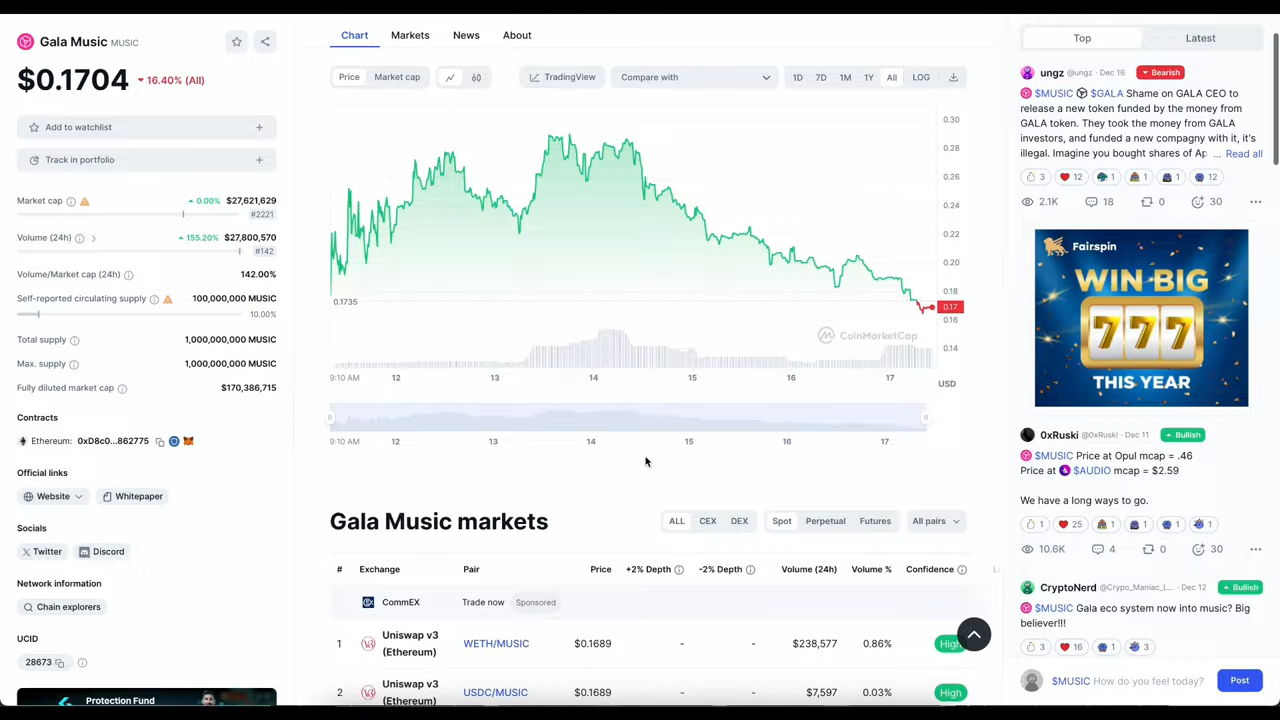 Gala Music MUSIC
$0.1704 16.40% (All)
Add to watchlist +
Track in portfolio +
Market cap 0.00% $27,621,629
#2221
Volume (24h) 155.20% $27,800,570
#142
Volume/Market cap (24h) 142.00%
Self-reported circulating supply 100,000,000 MUSIC
10.00%
Total supply 1,000,000,000 MUSIC
Max. supply 1,000,000,000 MUSIC
Fully diluted market cap $170,386,715
Contracts
Ethereum: 0xD8c0...862775
Official links
Website
Whitepaper
Socials
Twitter
Discord
Network information
Chain explorers
UCID
28673
Protection Fund
Chart Markets News About
Price Market cap
TradingView
Compare with
1D 7D 1M 1Y All LOG
0.30
0.28
0.26
0.24
0.22
0.20
0.18
0.1735
0.17
0.16
0.14
CoinMarketCap
9:10 AM 12 13 14 15 16 17
USD
9:10 AM 12 13 14 15 16 17
Gala Music markets
ALL CEX DEX
Spot Perpetual Futures
All pairs
# Exchange Pair Price +2% Depth -2% Depth Volume (24h) Volume % Confidence
CommEX Trade now Sponsored
1 Uniswap v3 (Ethereum) WETH/MUSIC $0.1689 - - $238,577 0.86% High
2 Uniswap v3 (Ethereum) USDC/MUSIC $0.1689 - - $7,597 0.03% High
Top Latest
ungz @ungz · Dec 16 Bearish
$MUSIC $GALA Shame on GALA CEO to
release a new token funded by the money from
GALA token. They took the money from GALA
investors, and funded a new compagny with it, it's
illegal. Imagine you bought shares of Ap ... Read all
3 12 1 1 1 12
2.1K 18 0 30
Fairspin
WIN BIG
777
THIS YEAR
0xRuski @0xRuski · Dec 11 Bullish
$MUSIC Price at Opul mcap = .46
Price at $AUDIO mcap = $2.59
We have a long ways to go.
1 25 1 1 1 1
10.6K 4 0 30
CryptoNerd @Crypto_Maniac_L... · Dec 12 Bullish
$MUSIC Gala eco system now into music? Big
believer!!!
3 16 1 3
$MUSIC How do you feel today?
Post